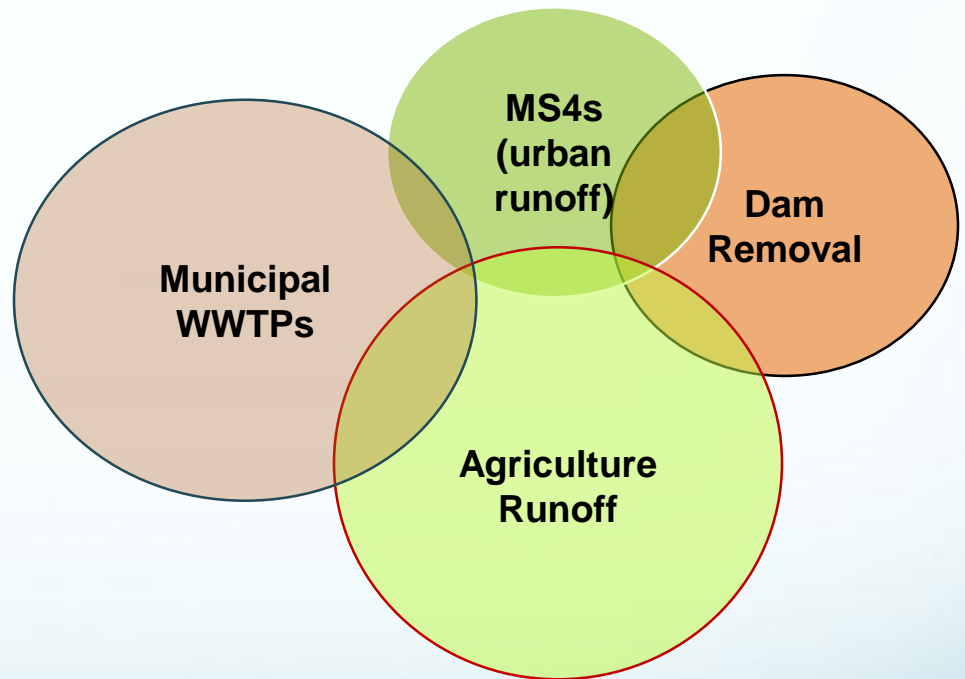 MS4s
(urban
runoff)
Dam
Removal
Municipal
WWTPs
Agriculture
Runoff